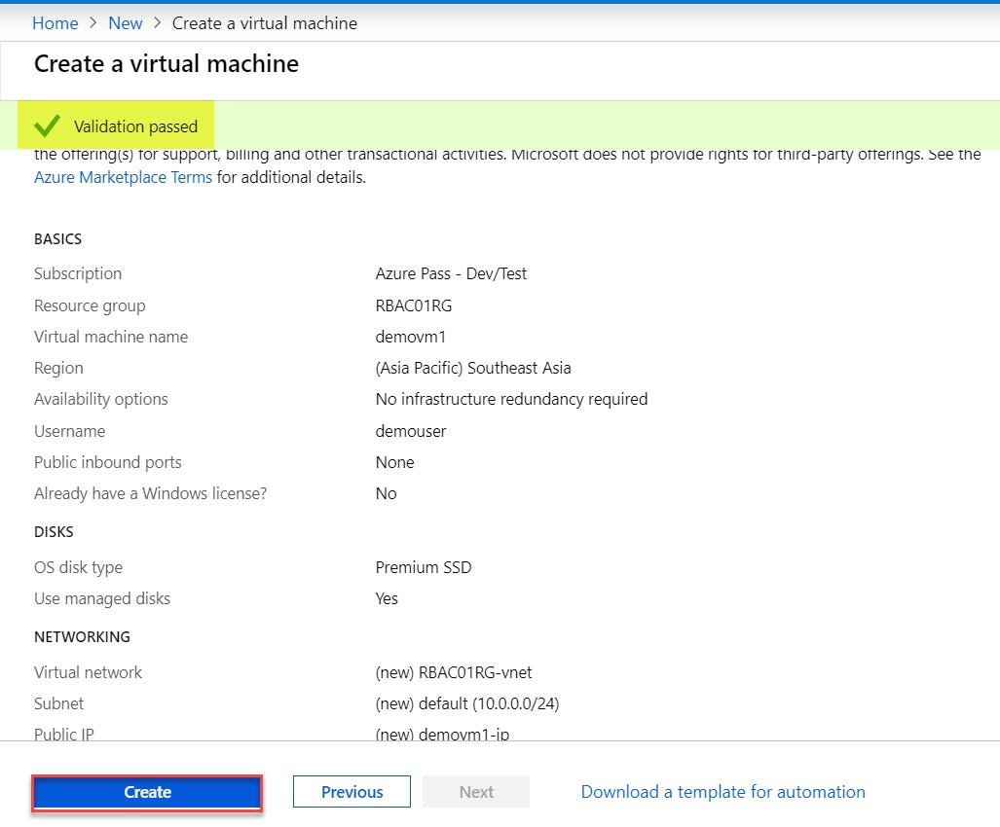 Home > New > Create a virtual machine
Create a virtual machine
Validation passed
the offering(s) for support, billing and other transactional activities. Microsoft does not provide rights for third-party offerings. See the
Azure Marketplace Terms for additional details.
BASICS
Subscription Azure Pass - Dev/Test
Resource group RBAC01RG
Virtual machine name demovm1
Region (Asia Pacific) Southeast Asia
Availability options No infrastructure redundancy required
Username demouser
Public inbound ports None
Already have a Windows license? No
DISKS
OS disk type Premium SSD
Use managed disks Yes
NETWORKING
Virtual network (new) RBAC01RG-vnet
Subnet (new) default (10.0.0.0/24)
Public IP (new) demovm1-ip
Create Previous Next Download a template for automation